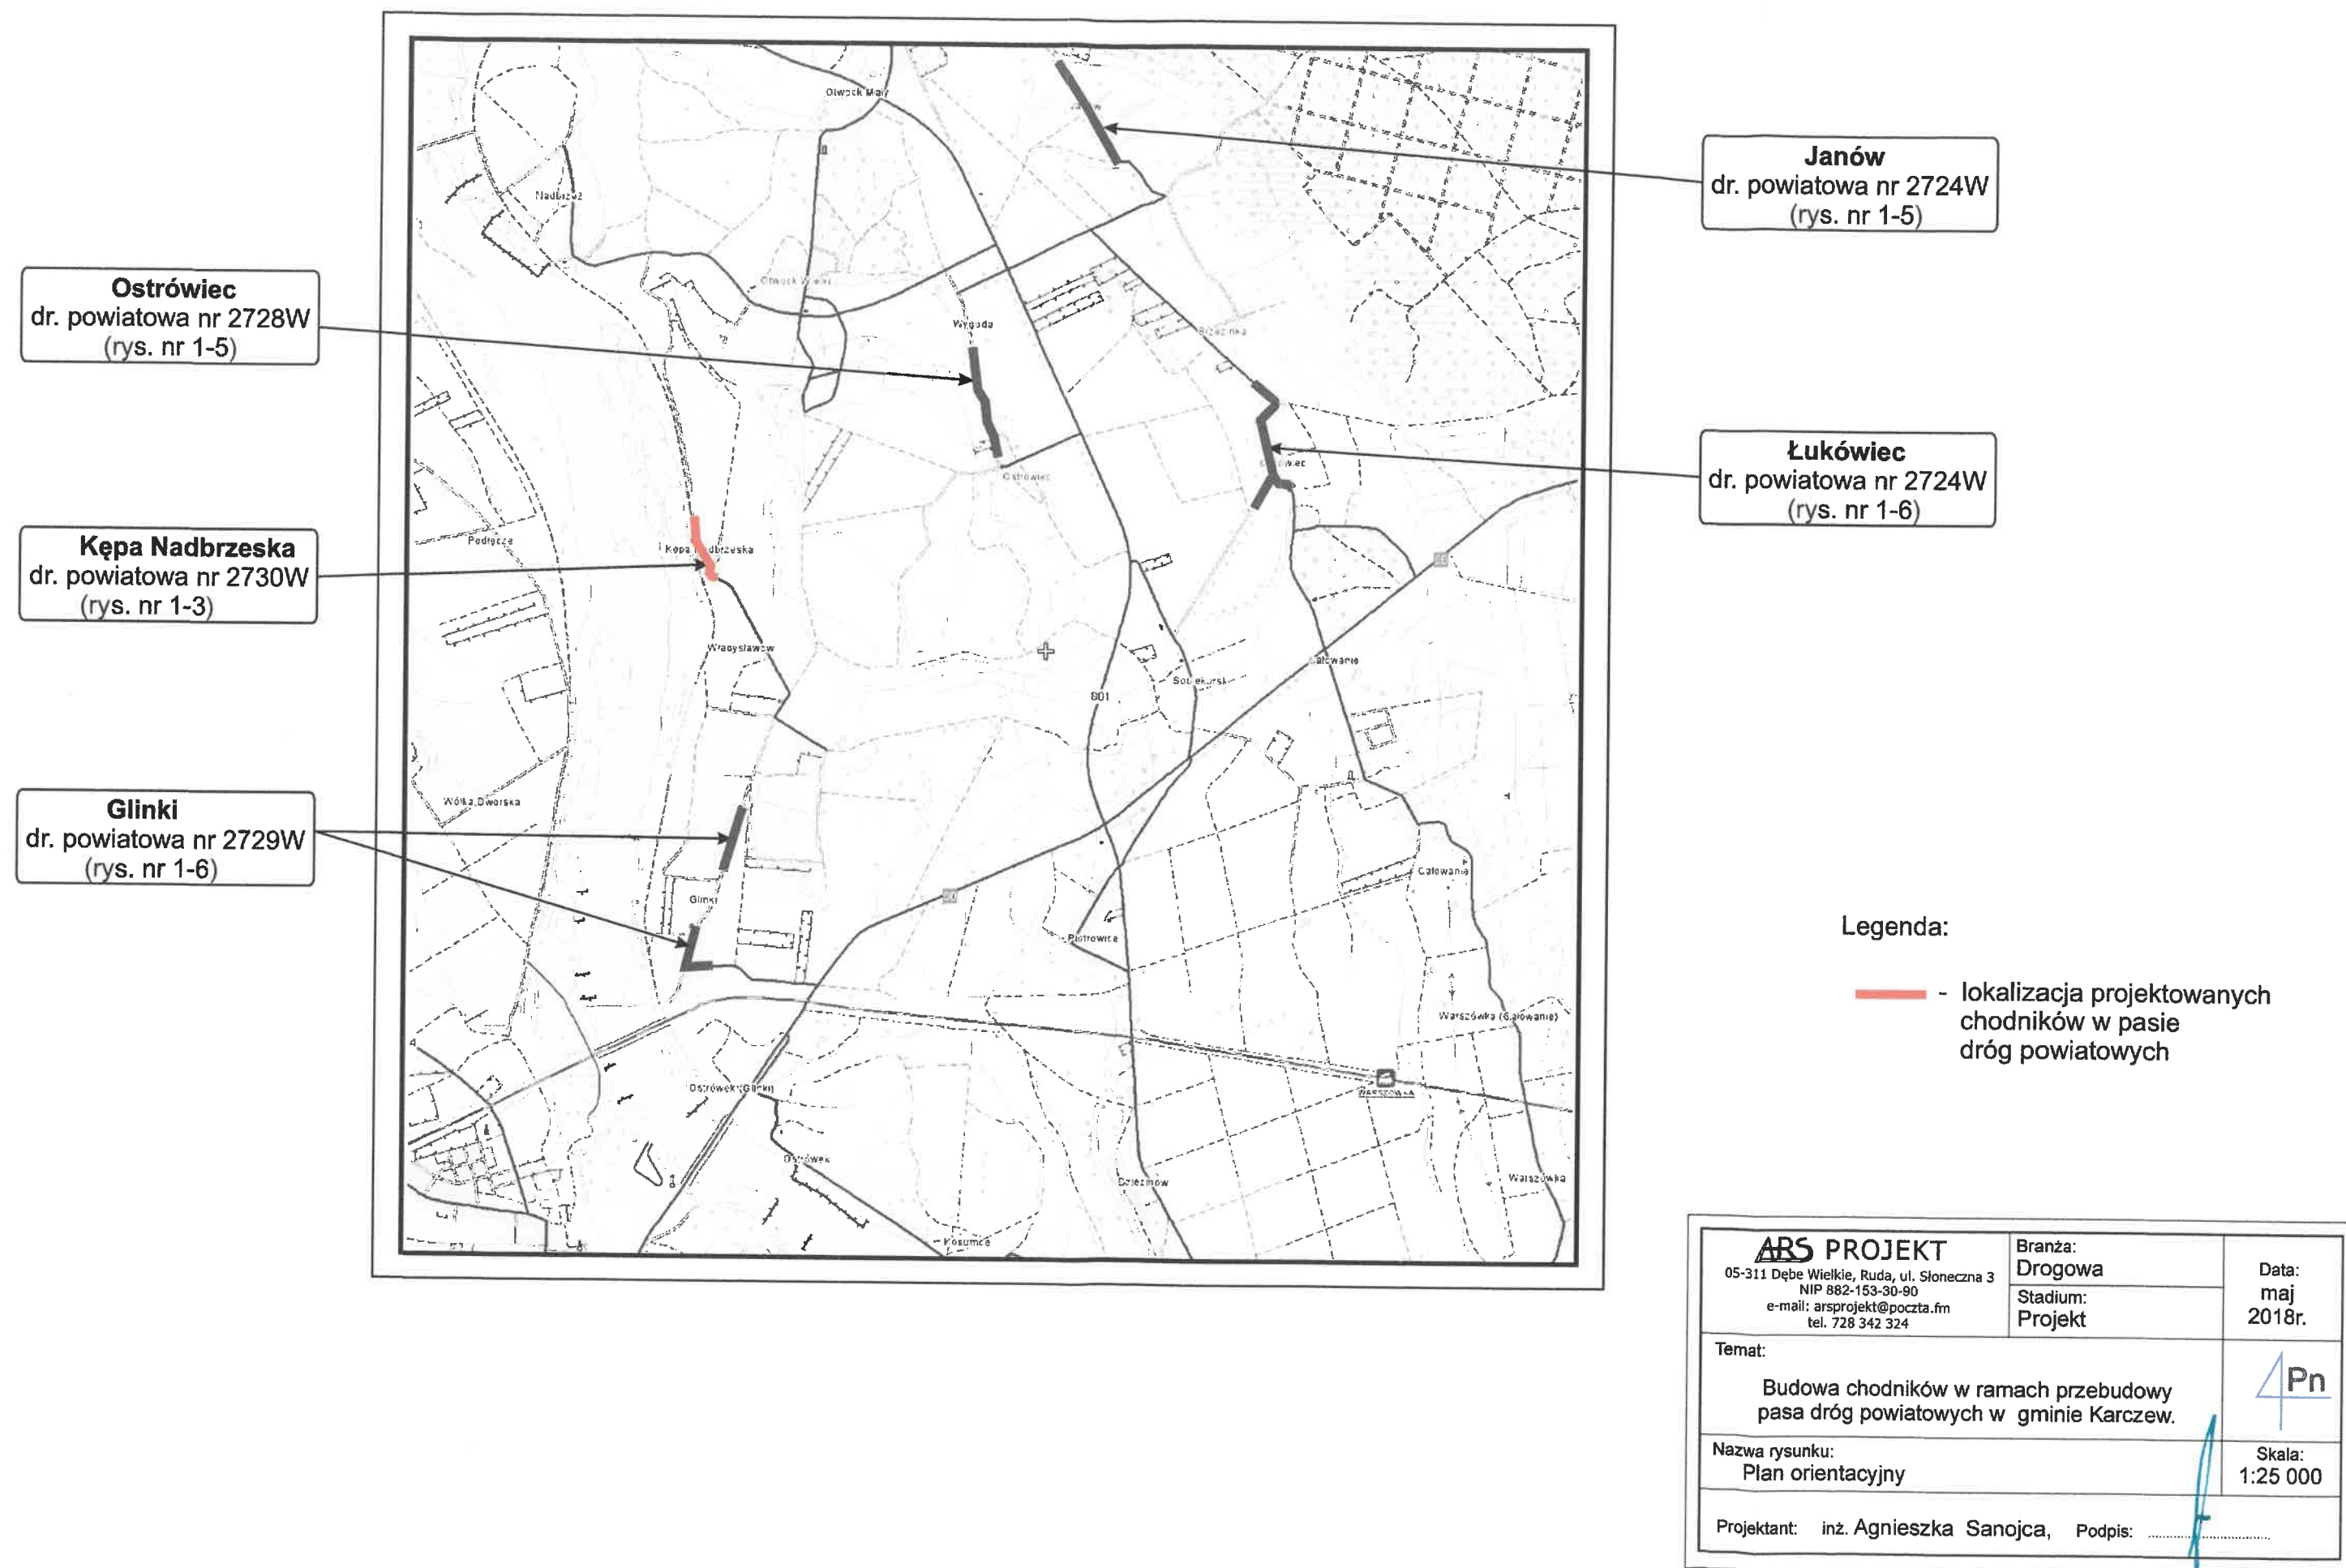 Otwock Mały
Janów
dr. powiatowa nr 2724W
(rys. nr 1-5)
Nadbrzeż
Ostrówiec
dr. powiatowa nr 2728W
(rys. nr 1-5)
Otwock Wielki
Wygoda
Brzezinka
Łukówiec
dr. powiatowa nr 2724W
(rys. nr 1-6)
Ostrówiec
Kępa Nadbrzeska
dr. powiatowa nr 2730W
(rys. nr 1-3)
Podłęcze
Władysławów
Sobiekursk
801
Glinki
dr. powiatowa nr 2729W
(rys. nr 1-6)
Wólka Dworska
Całowanie
Glinki
Piotrowice
Warszówka (Całowanie)
Ostrówek (Glinki)
WARSZÓWKA
Ostrówek
Warszówka
Kosumce
Legenda:
- lokalizacja projektowanych
chodników w pasie
dróg powiatowych
ARS PROJEKT
05-311 Dębe Wielkie, Ruda, ul. Słoneczna 3
NIP 882-153-30-90
e-mail: arsprojekt@poczta.fm
tel. 728 342 324
Branża:
Drogowa
Stadium:
Projekt
Data:
maj
2018r.
Temat:
Budowa chodników w ramach przebudowy
pasa dróg powiatowych w gminie Karczew.
Pn
Nazwa rysunku:
Plan orientacyjny
Skala:
1:25 000
Projektant: inż. Agnieszka Sanojca, Podpis: